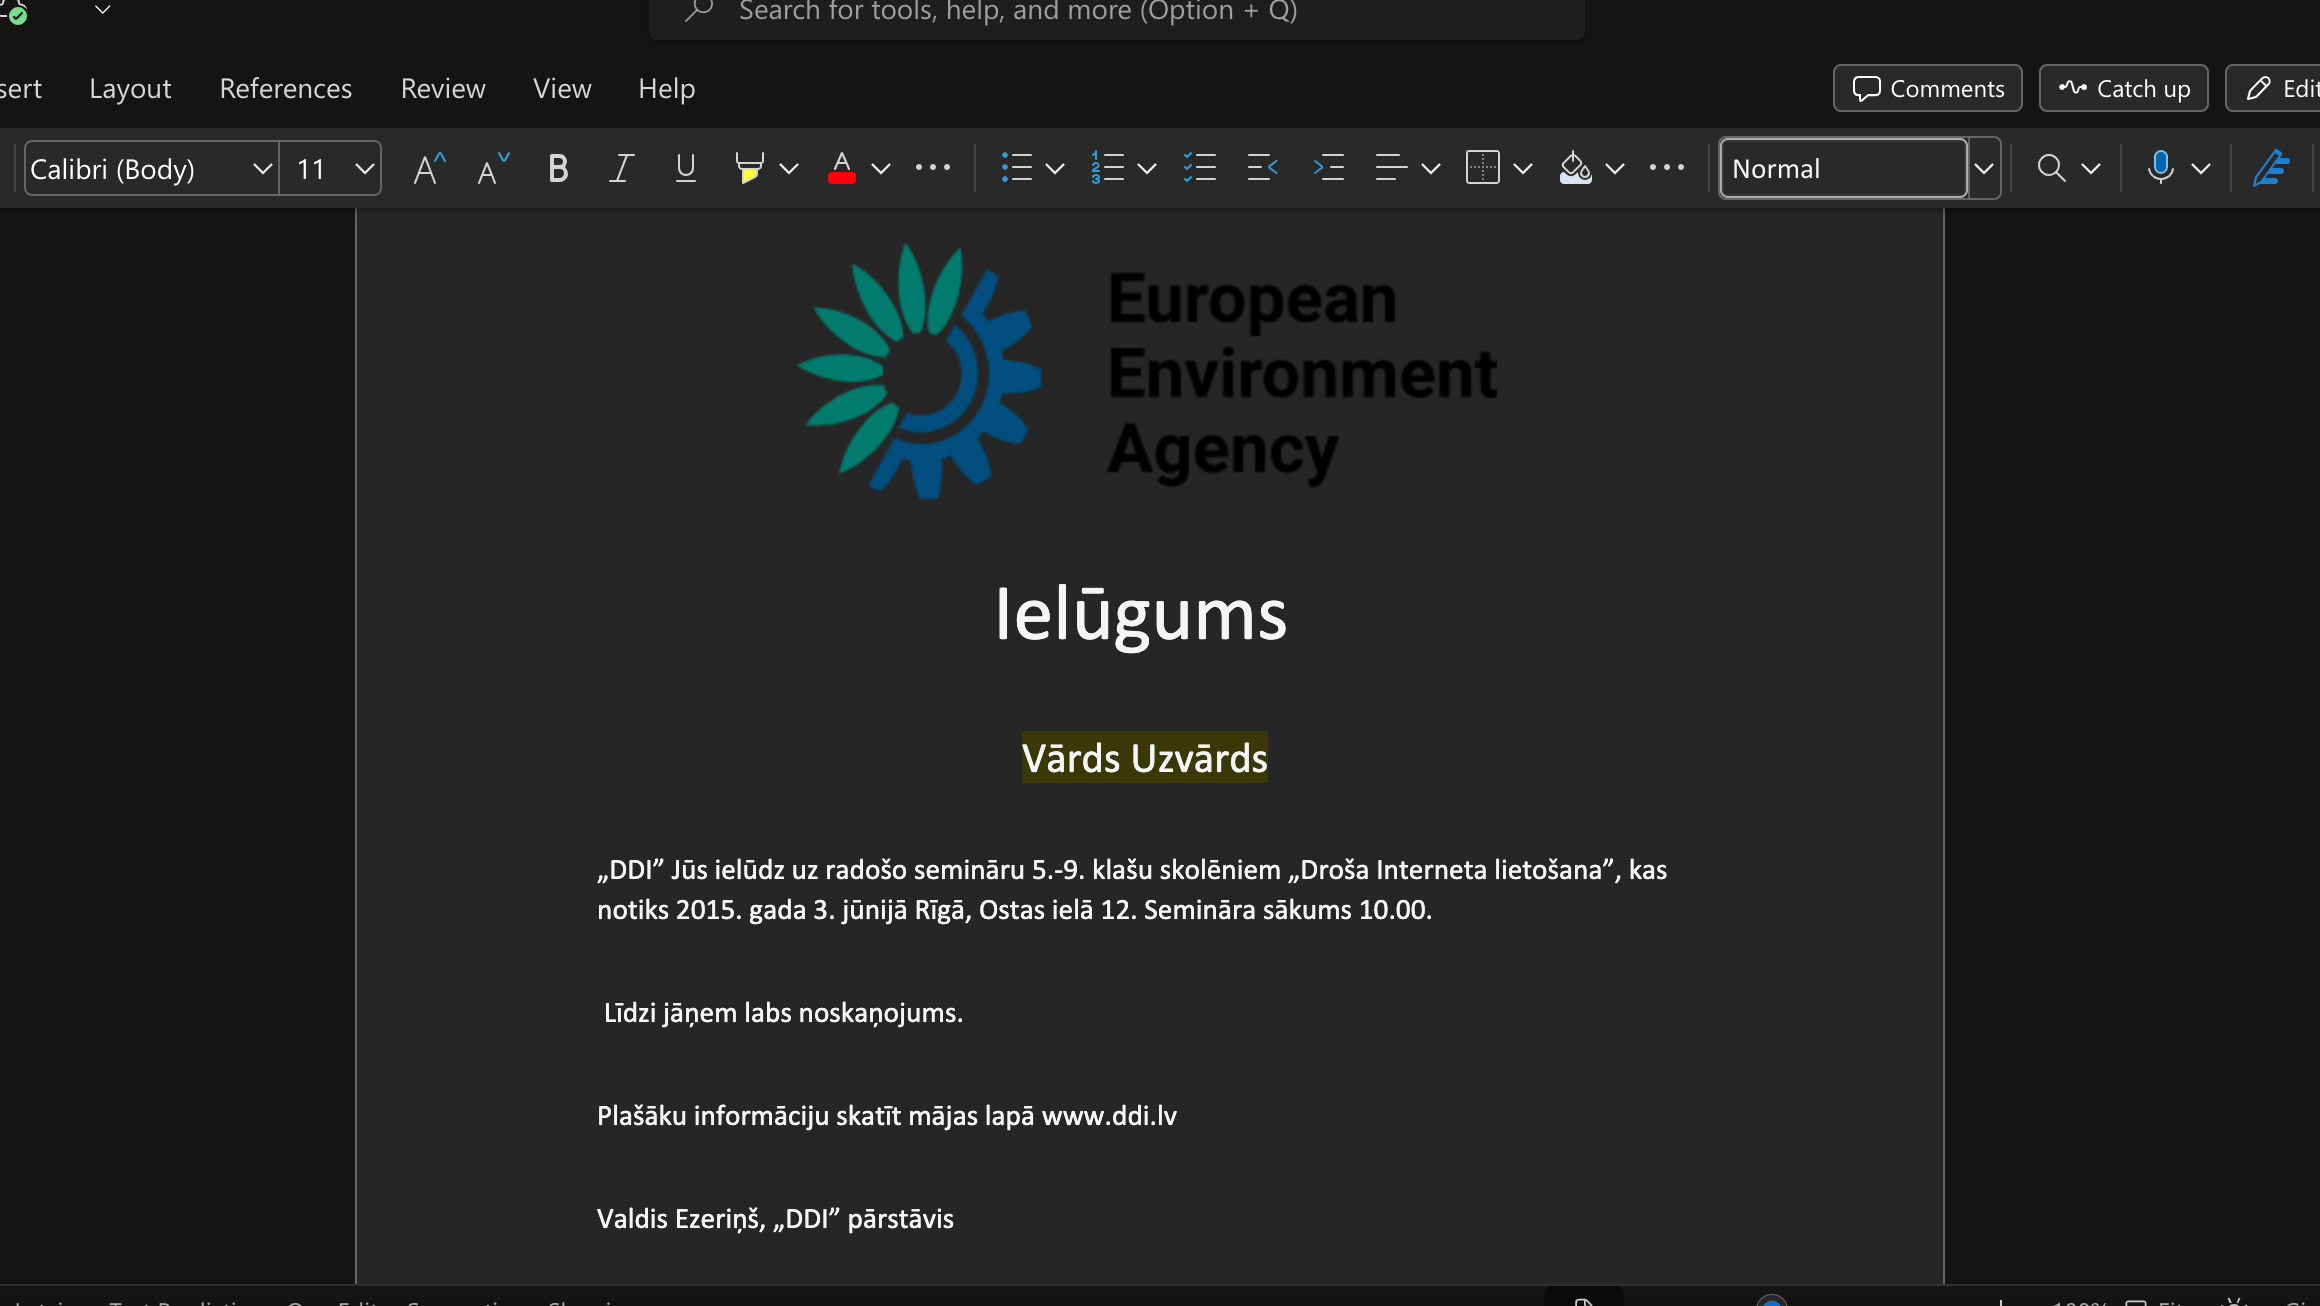 Search for tools, help, and more (Option + Q)
sert Layout References Review View Help Comments Catch up Edit
Calibri (Body) 11 B I U A Normal
European
Environment
Agency
Ielūgums
Vārds Uzvārds
„DDI” Jūs ielūdz uz radošo semināru 5.-9. klašu skolēniem „Droša Interneta lietošana”, kas
notiks 2015. gada 3. jūnijā Rīgā, Ostas ielā 12. Semināra sākums 10.00.
Līdzi jāņem labs noskaņojums.
Plašāku informāciju skatīt mājas lapā www.ddi.lv
Valdis Ezeriņš, „DDI” pārstāvis